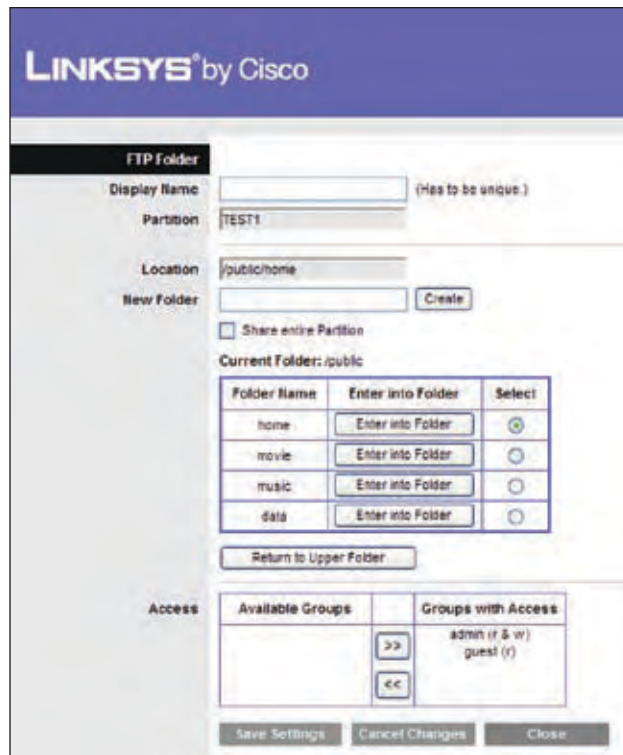 LINKSYS® by Cisco
FTP Folder
Display Name (Has to be unique.)
Partition TEST1
Location /public/home
New Folder Create
Share entire Partition
Current Folder: /public
Folder Name Enter into Folder Select
home Enter into Folder
movie Enter into Folder
music Enter into Folder
data Enter into Folder
Return to Upper Folder
Access Available Groups Groups with Access
>> admin (r & w)
guest (r)
<<
Save Settings Cancel Changes Close